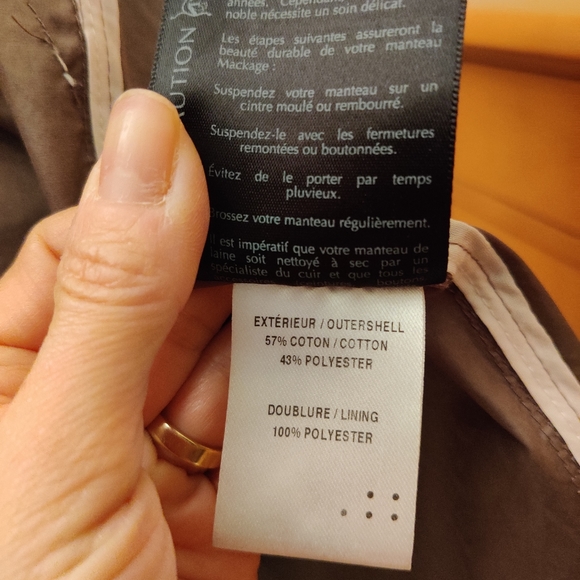 CAUTION
années. Cependant
noble nécessite un soin délicat.
Les étapes suivantes assureront la
beauté durable de votre manteau
Mackage :
Suspendez votre manteau sur un
cintre moulé ou rembourré.
Suspendez-le avec les fermetures
remontées ou boutonnées.
Évitez de le porter par temps
pluvieux.
Brossez votre manteau régulièrement.
Il est impératif que votre manteau de
laine soit nettoyé à sec par un
spécialiste du cuir et que tous les
EXTÉRIEUR / OUTERSHELL
57% COTON / COTTON
43% POLYESTER
DOUBLURE / LINING
100% POLYESTER